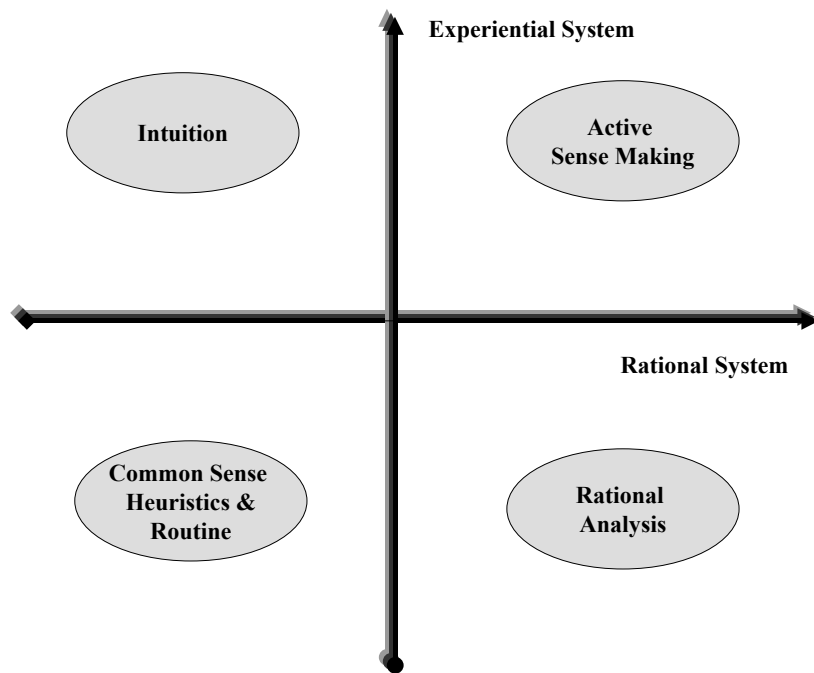 Experiential System
Intuition
Active
Sense Making
Rational System
Common Sense
Heuristics &
Routine
Rational
Analysis